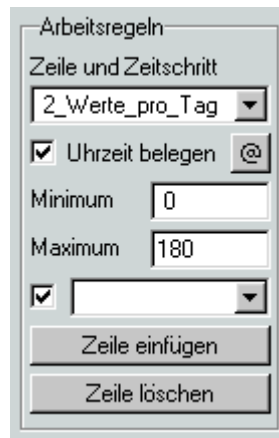 Arbeitsregeln
Zeile und Zeitschritt
2_Werte_pro_Tag
Uhrzeit belegen @
Minimum 0
Maximum 180
Zeile einfügen
Zeile löschen